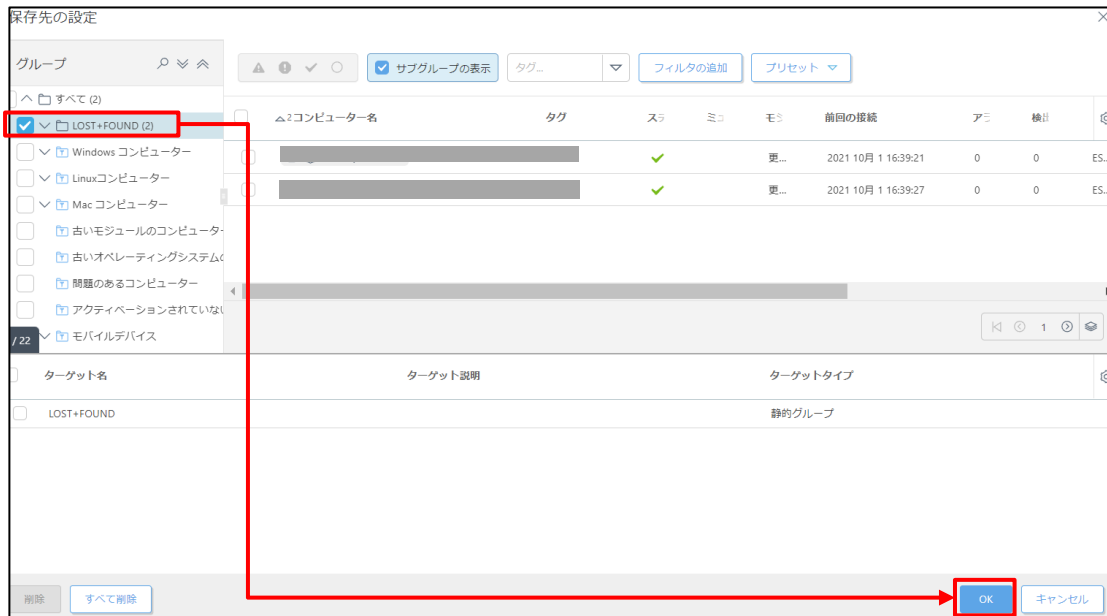 保存先の設定
グループ
サブグループの表示
タグ...
フィルタの追加
プリセット
すべて (2)
LOST+FOUND (2)
Windows コンピューター
Linuxコンピューター
Mac コンピューター
古いモジュールのコンピューター
古いオペレーティングシステムの
問題のあるコンピューター
アクティベーションされていない
モバイルデバイス
/ 22
2コンピューター名 タグ ス ミ モ 前回の接続 ア 検出
更... 2021 10月 1 16:39:21 0 0 ES...
更... 2021 10月 1 16:39:27 0 0 ES...
1
ターゲット名 ターゲット説明 ターゲットタイプ
LOST+FOUND 静的グループ
削除
すべて削除
OK
キャンセル